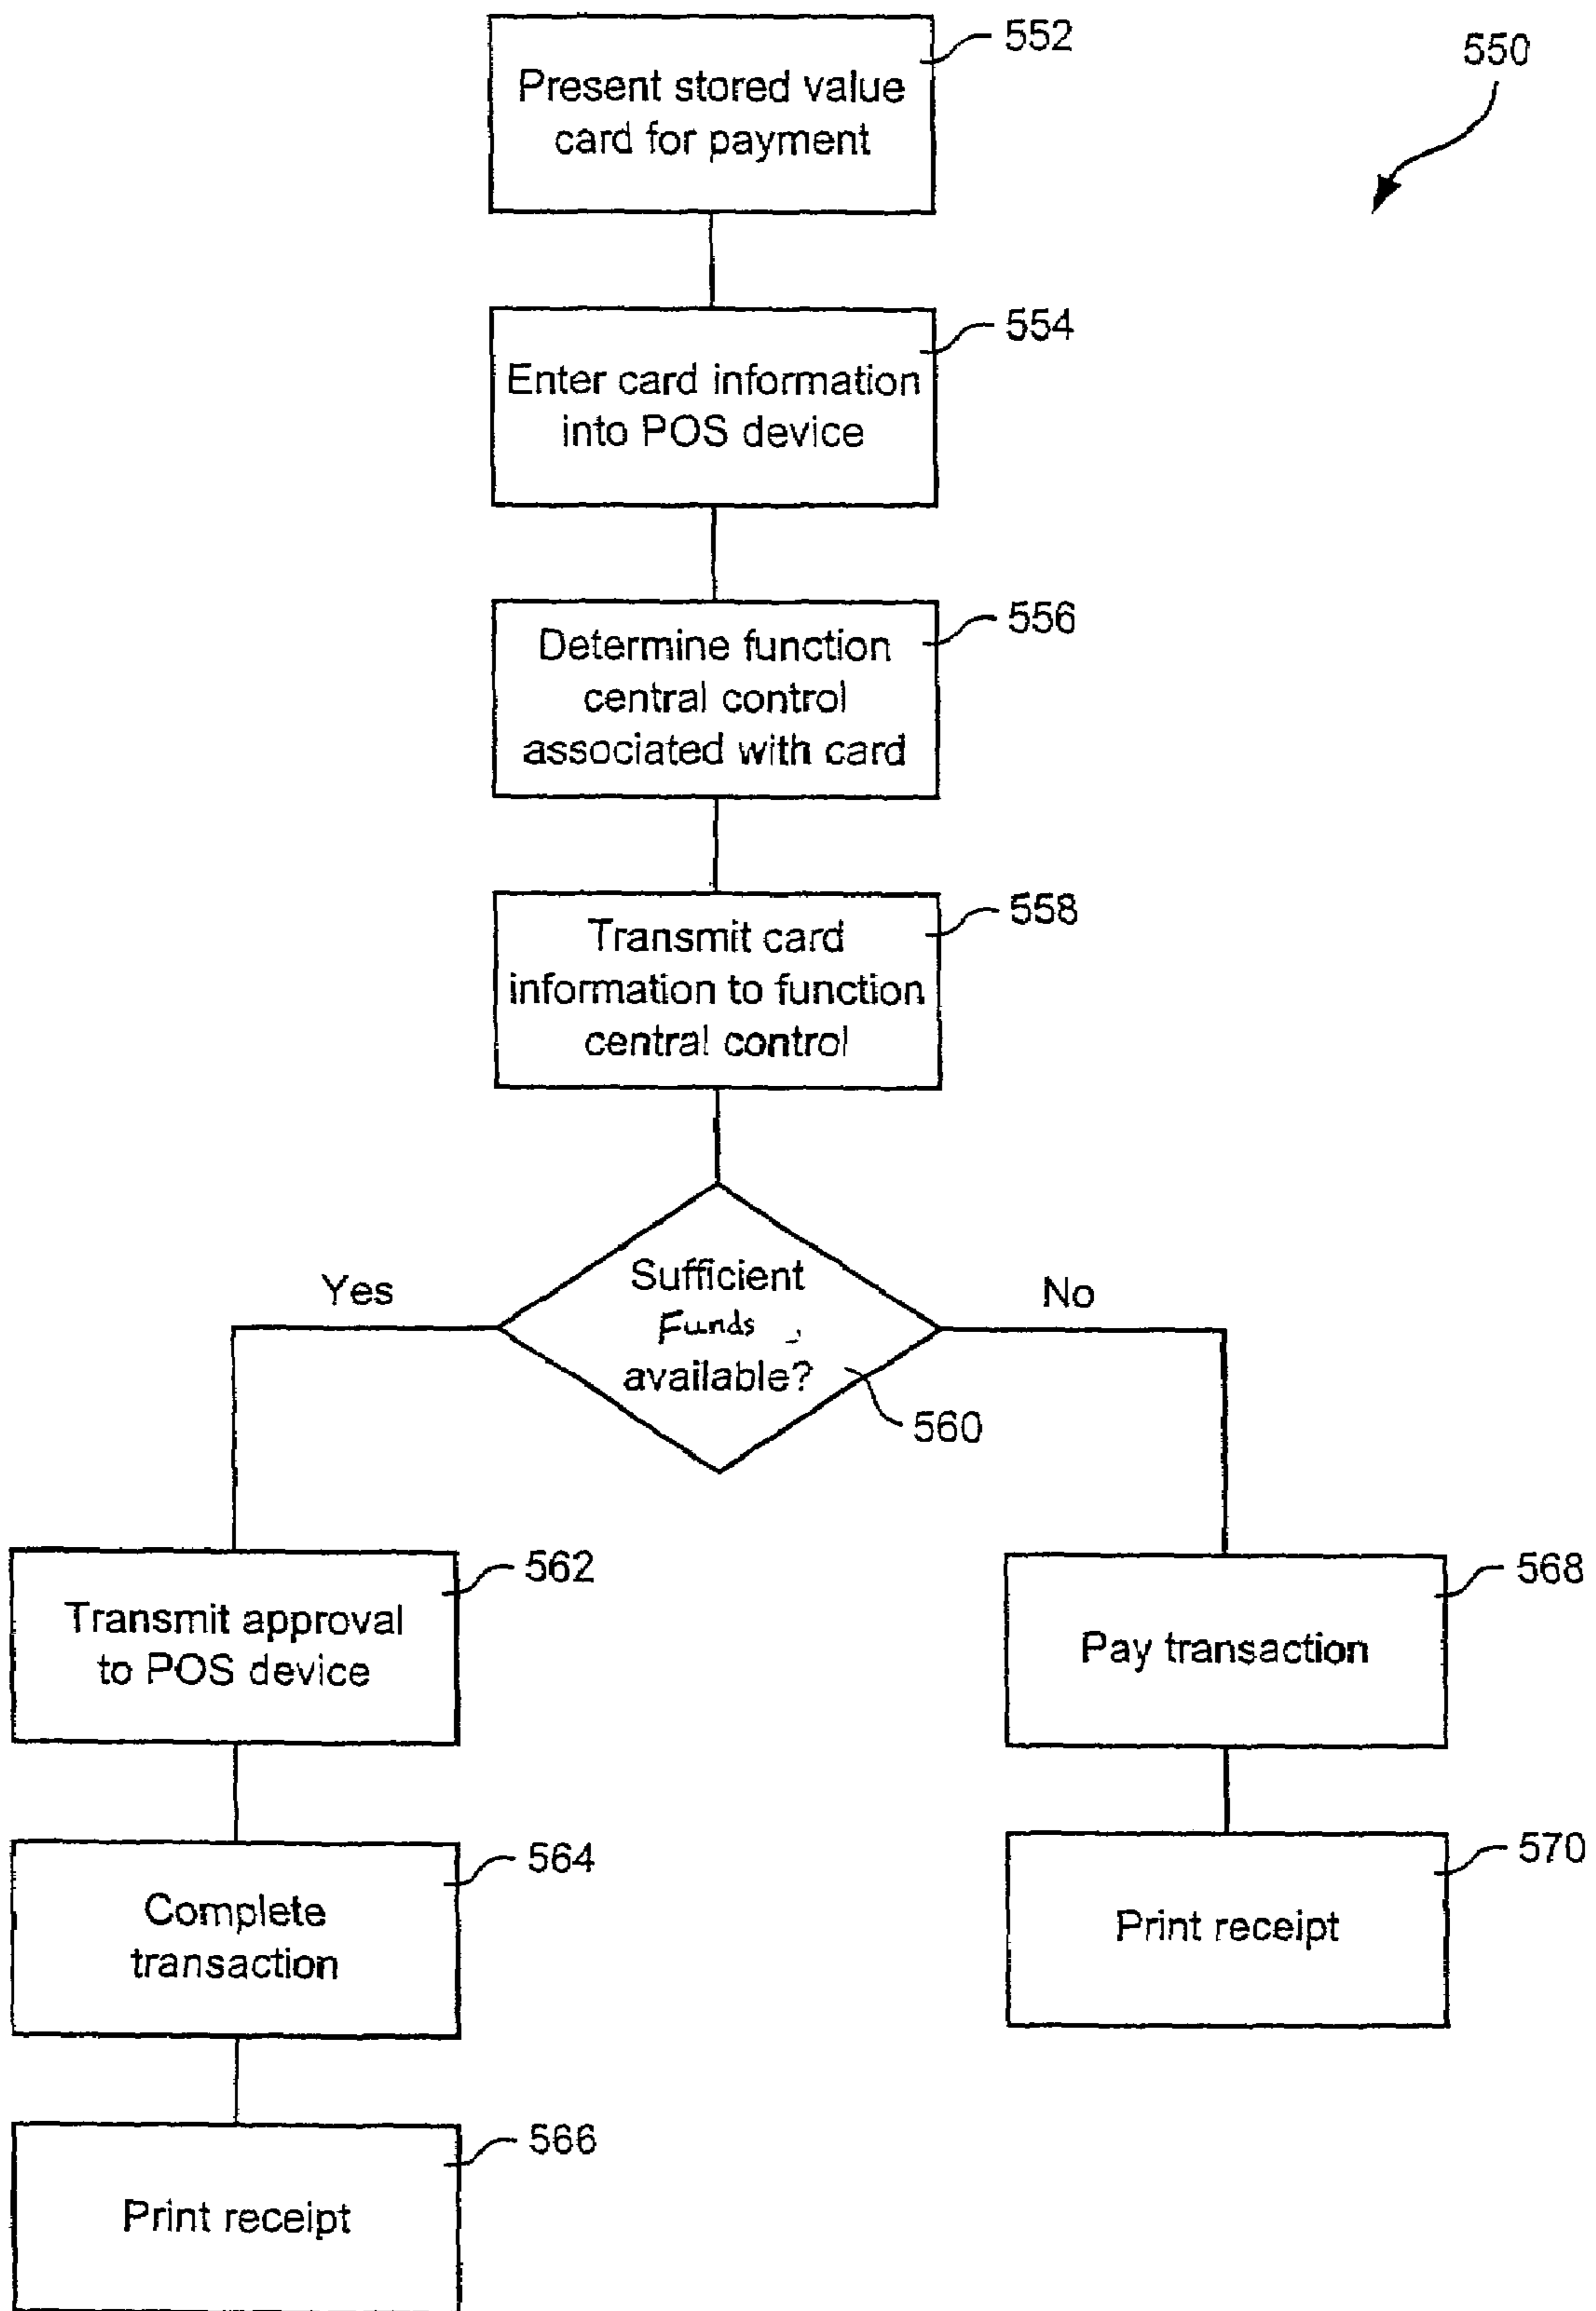 552
550
Present stored value
card for payment
554
Enter card information
into POS device
556
Determine function
central control
associated with card
558
Transmit card
information to function
central control
Yes
Sufficient
Funds
available?
No
560
562
Transmit approval
to POS device
568
Pay transaction
564
Complete
transaction
570
Print receipt
566
Print receipt